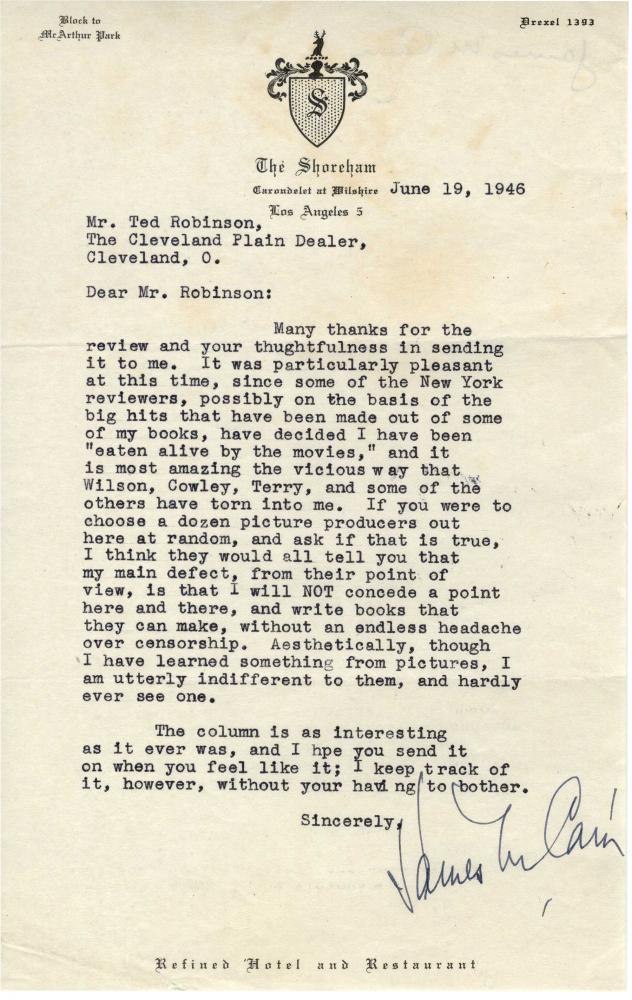 Block to
McArthur Park
Drexel 1393
S
The Shoreham
Carondelet at Wilshire
June 19, 1946
Los Angeles 5
Mr. Ted Robinson,
The Cleveland Plain Dealer,
Cleveland, O.
Dear Mr. Robinson:
Many thanks for the
review and your thughtfulness in sending
it to me. It was particularly pleasant
at this time, since some of the New York
reviewers, possibly on the basis of the
big hits that have been made out of some
of my books, have decided I have been
"eaten alive by the movies," and it
is most amazing the vicious way that
Wilson, Cowley, Terry, and some of the
others have torn into me. If you were to
choose a dozen picture producers out
here at random, and ask if that is true,
I think they would all tell you that
my main defect, from their point of
view, is that I will NOT concede a point
here and there, and write books that
they can make, without an endless headache
over censorship. Aesthetically, though
I have learned something from pictures, I
am utterly indifferent to them, and hardly
ever see one.
The column is as interesting
as it ever was, and I hpe you send it
on when you feel like it; I keep track of
it, however, without your having to bother.
Sincerely,
James M. Cain
Refined Hotel and Restaurant